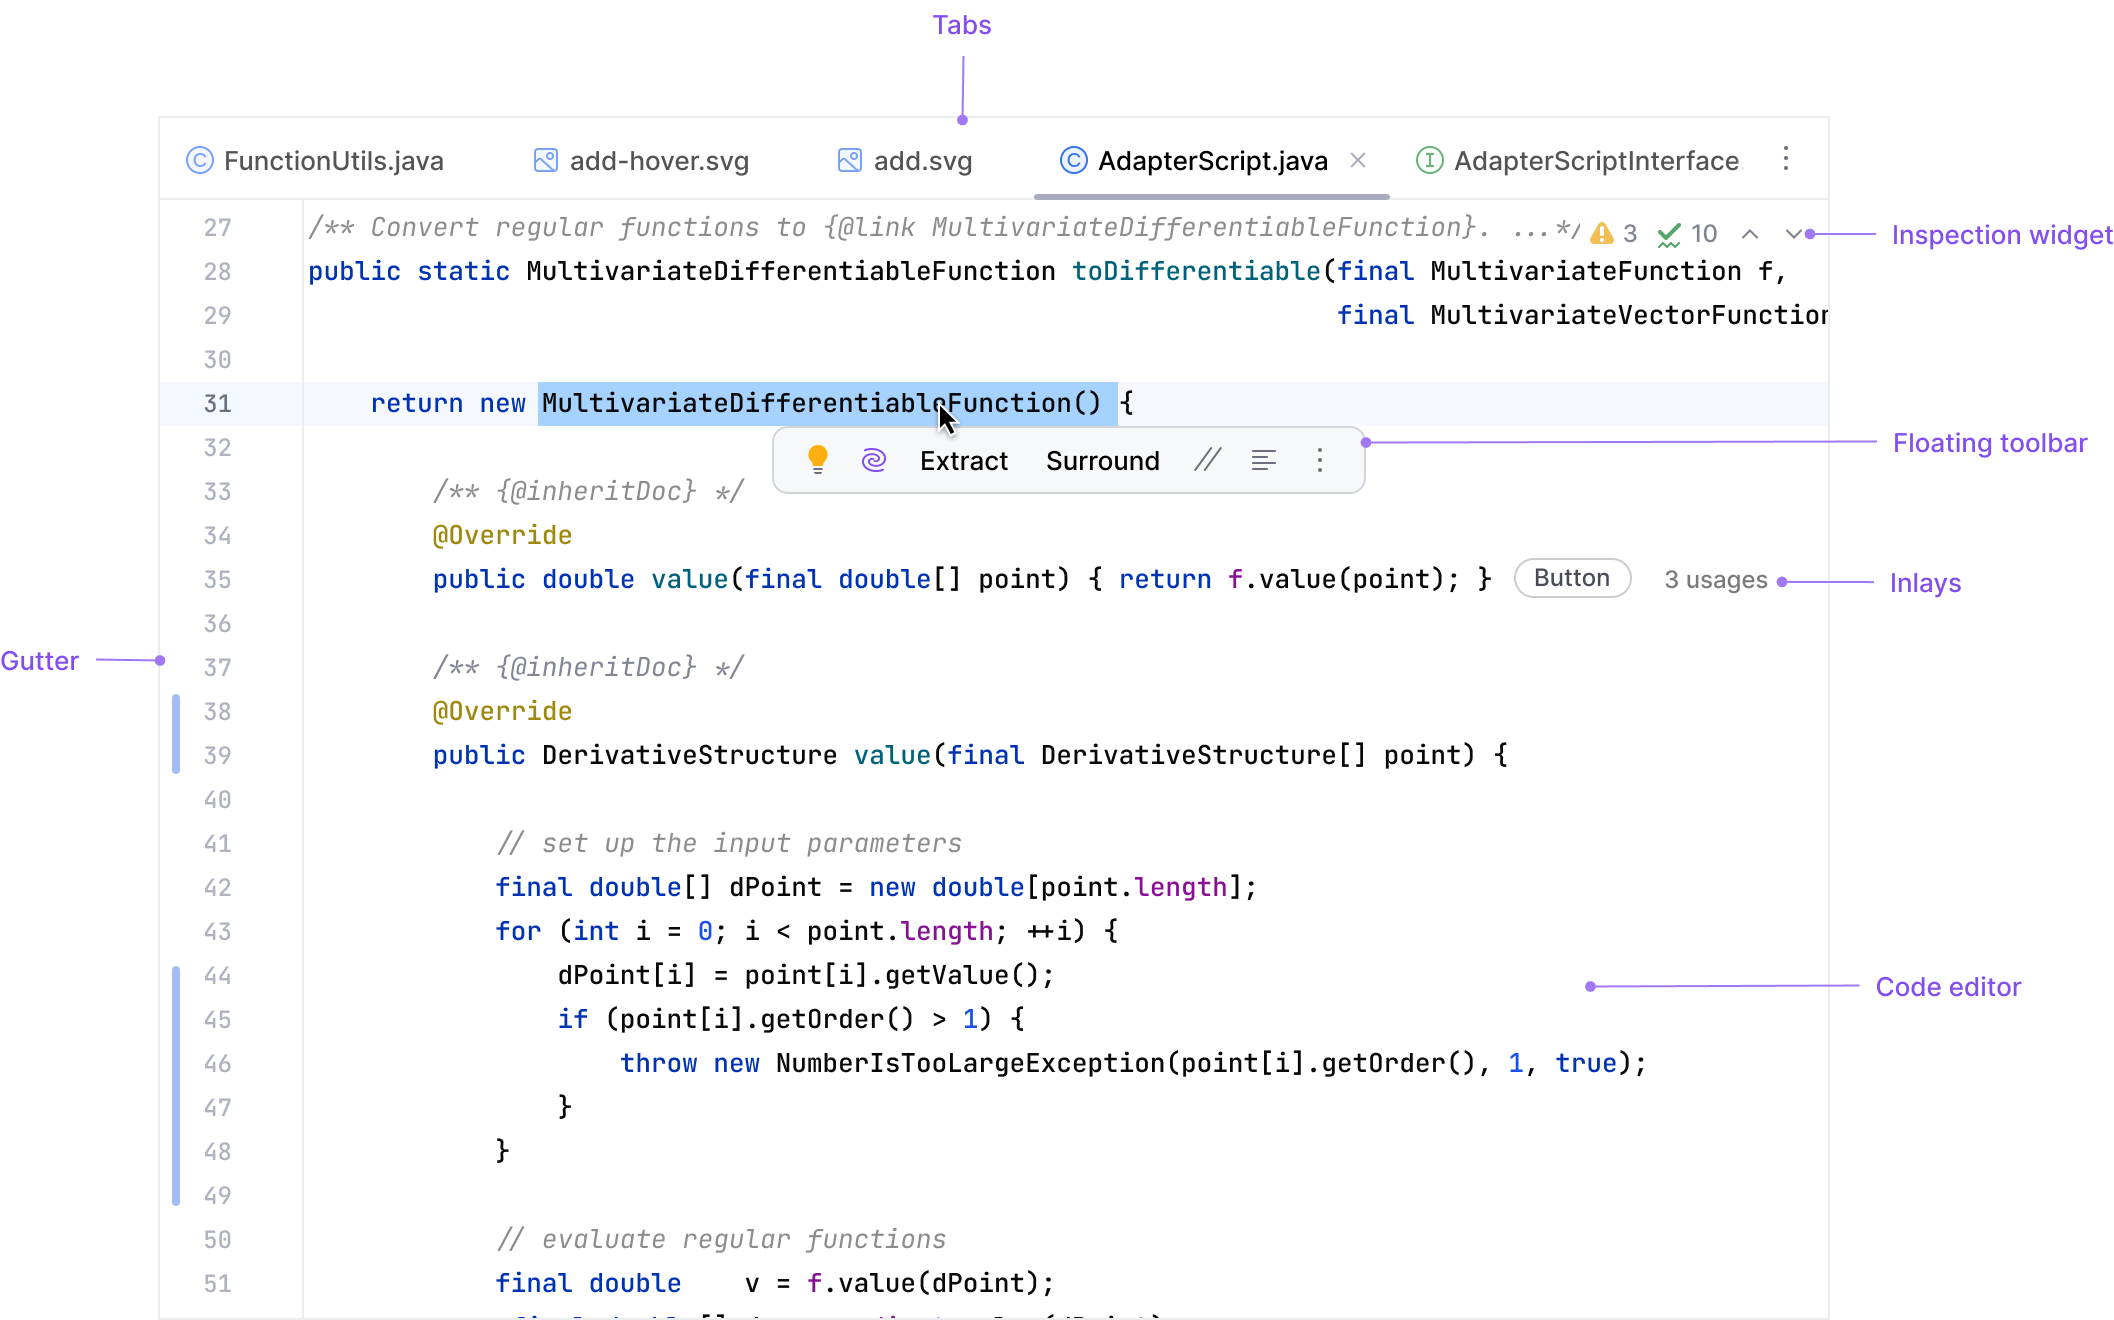 Tabs
FunctionUtils.java add-hover.svg add.svg AdapterScript.java AdapterScriptInterface
27 /** Convert regular functions to {@link MultivariateDifferentiableFunction}. ...*/ 3 10 Inspection widget
28 public static MultivariateDifferentiableFunction toDifferentiable(final MultivariateFunction f,
29 final MultivariateVectorFunction
30
31 return new MultivariateDifferentiableFunction() {
Floating toolbar
32 Extract Surround //
33 /** {@inheritDoc} */
34 @Override
35 public double value(final double[] point) { return f.value(point); } Button 3 usages Inlays
36
Gutter
37 /** {@inheritDoc} */
38 @Override
39 public DerivativeStructure value(final DerivativeStructure[] point) {
40
41 // set up the input parameters
42 final double[] dPoint = new double[point.length];
43 for (int i = 0; i < point.length; ++i) {
44 dPoint[i] = point[i].getValue();
Code editor
45 if (point[i].getOrder() > 1) {
46 throw new NumberIsTooLargeException(point[i].getOrder(), 1, true);
47 }
48 }
49
50 // evaluate regular functions
51 final double v = f.value(dPoint);